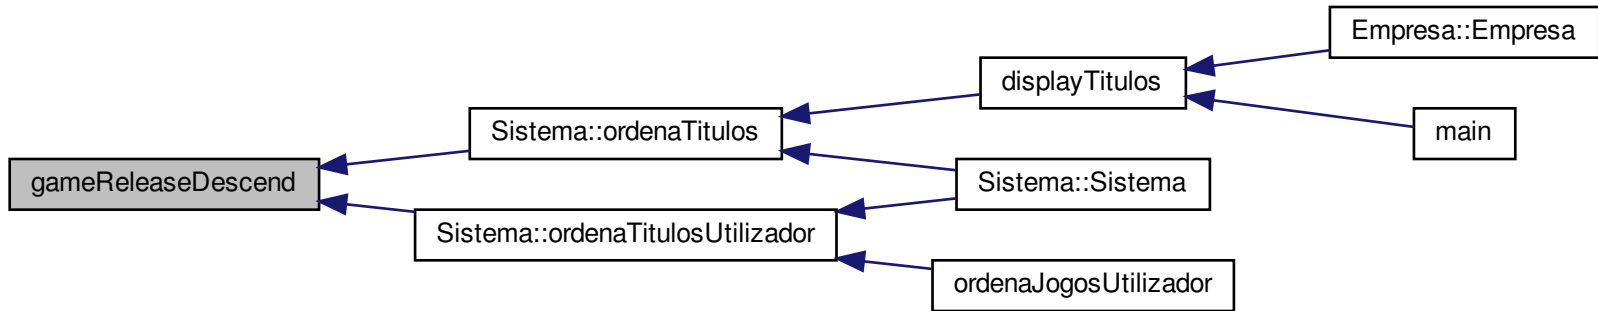 gameReleaseDescend
Sistema::ordenaTitulos
Sistema::ordenaTitulosUtilizador
displayTitulos
Sistema::Sistema
ordenaJogosUtilizador
Empresa::Empresa
main